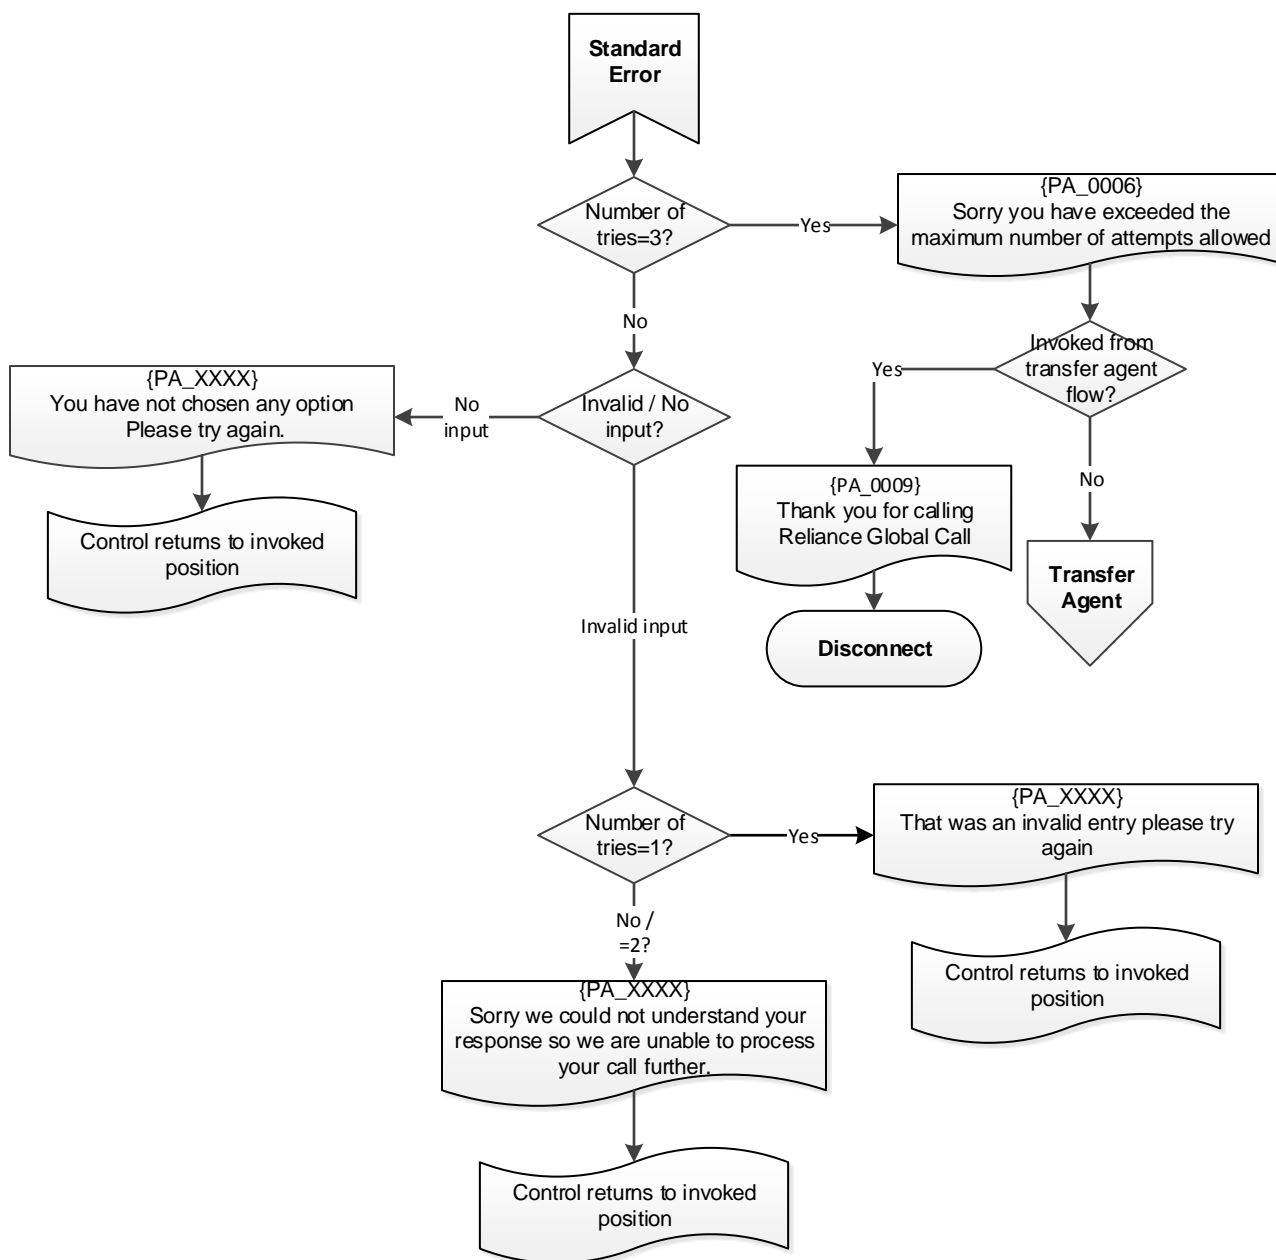 Standard
Error
Number of
tries=3?
Yes
{PA_0006}
Sorry you have exceeded the
maximum number of attempts allowed
No
Invoked from
transfer agent
flow?
Yes
{PA_XXXX}
You have not chosen any option
Please try again.
No
input
Invalid / No
input?
Control returns to invoked
position
{PA_0009}
Thank you for calling
Reliance Global Call
No
Transfer
Agent
Disconnect
Invalid input
Number of
tries=1?
Yes
{PA_XXXX}
That was an invalid entry please try
again
Control returns to invoked
position
No /
=2?
{PA_XXXX}
Sorry we could not understand your
response so we are unable to process
your call further.
Control returns to invoked
position